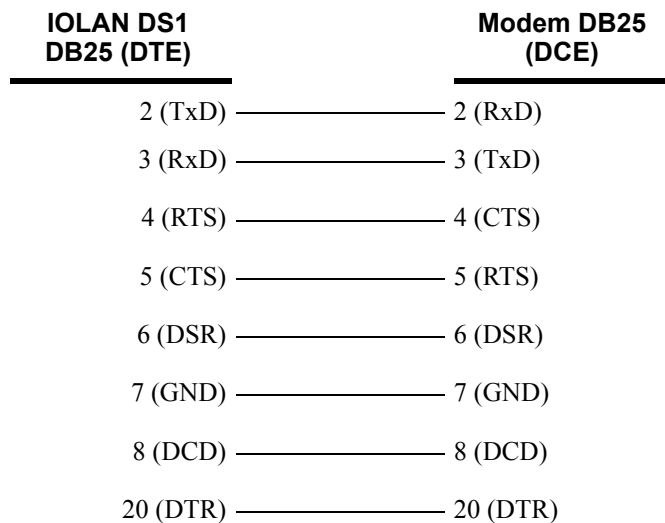 IOLAN DS1 Modem DB25
DB25 (DTE) (DCE)
2 (TxD) 2 (RxD)
3 (RxD) 3 (TxD)
4 (RTS) 4 (CTS)
5 (CTS) 5 (RTS)
6 (DSR) 6 (DSR)
7 (GND) 7 (GND)
8 (DCD) 8 (DCD)
20 (DTR) 20 (DTR)